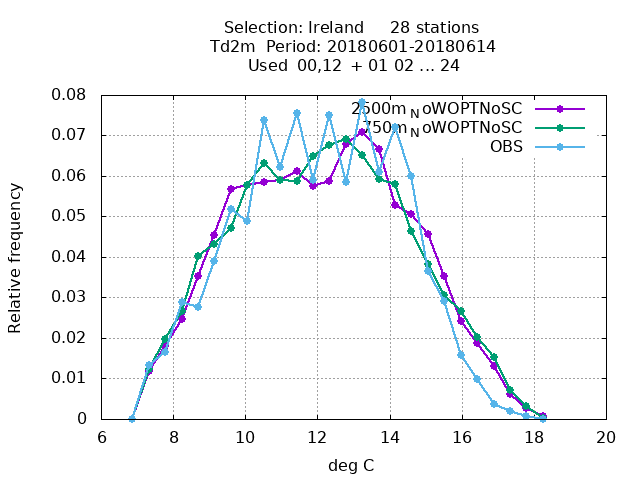 Selection: Ireland 28 stations
Td2m Period: 20180601-20180614
Used 00,12 + 01 02 ... 24
2500m_NoWOPTNoSC
750m_NoWOPTNoSC
OBS
0.08
0.07
0.06
0.05
0.04
0.03
0.02
0.01
0
Relative frequency
6 8 10 12 14 16 18 20
deg C